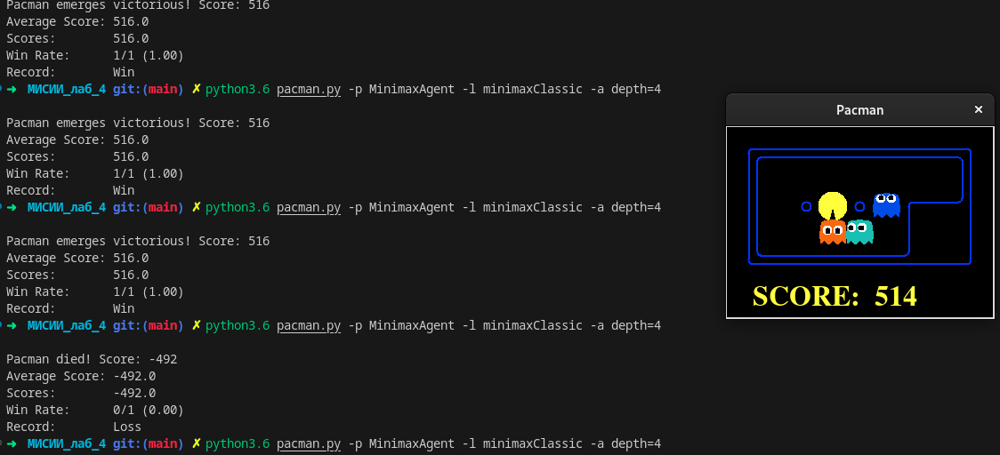 Pacman emerges victorious! Score: 516
Average Score: 516.0
Scores:        516.0
Win Rate:      1/1 (1.00)
Record:        Win
➜  МИСИИ_лаб_4 git:(main) ✗ python3.6 pacman.py -p MinimaxAgent -l minimaxClassic -a depth=4
Pacman emerges victorious! Score: 516
Average Score: 516.0
Scores:        516.0
Win Rate:      1/1 (1.00)
Record:        Win
➜  МИСИИ_лаб_4 git:(main) ✗ python3.6 pacman.py -p MinimaxAgent -l minimaxClassic -a depth=4
Pacman emerges victorious! Score: 516
Average Score: 516.0
Scores:        516.0
Win Rate:      1/1 (1.00)
Record:        Win
➜  МИСИИ_лаб_4 git:(main) ✗ python3.6 pacman.py -p MinimaxAgent -l minimaxClassic -a depth=4
Pacman died! Score: -492
Average Score: -492.0
Scores:        -492.0
Win Rate:      0/1 (0.00)
Record:        Loss
➜  МИСИИ_лаб_4 git:(main) ✗ python3.6 pacman.py -p MinimaxAgent -l minimaxClassic -a depth=4
Pacman
SCORE: 514